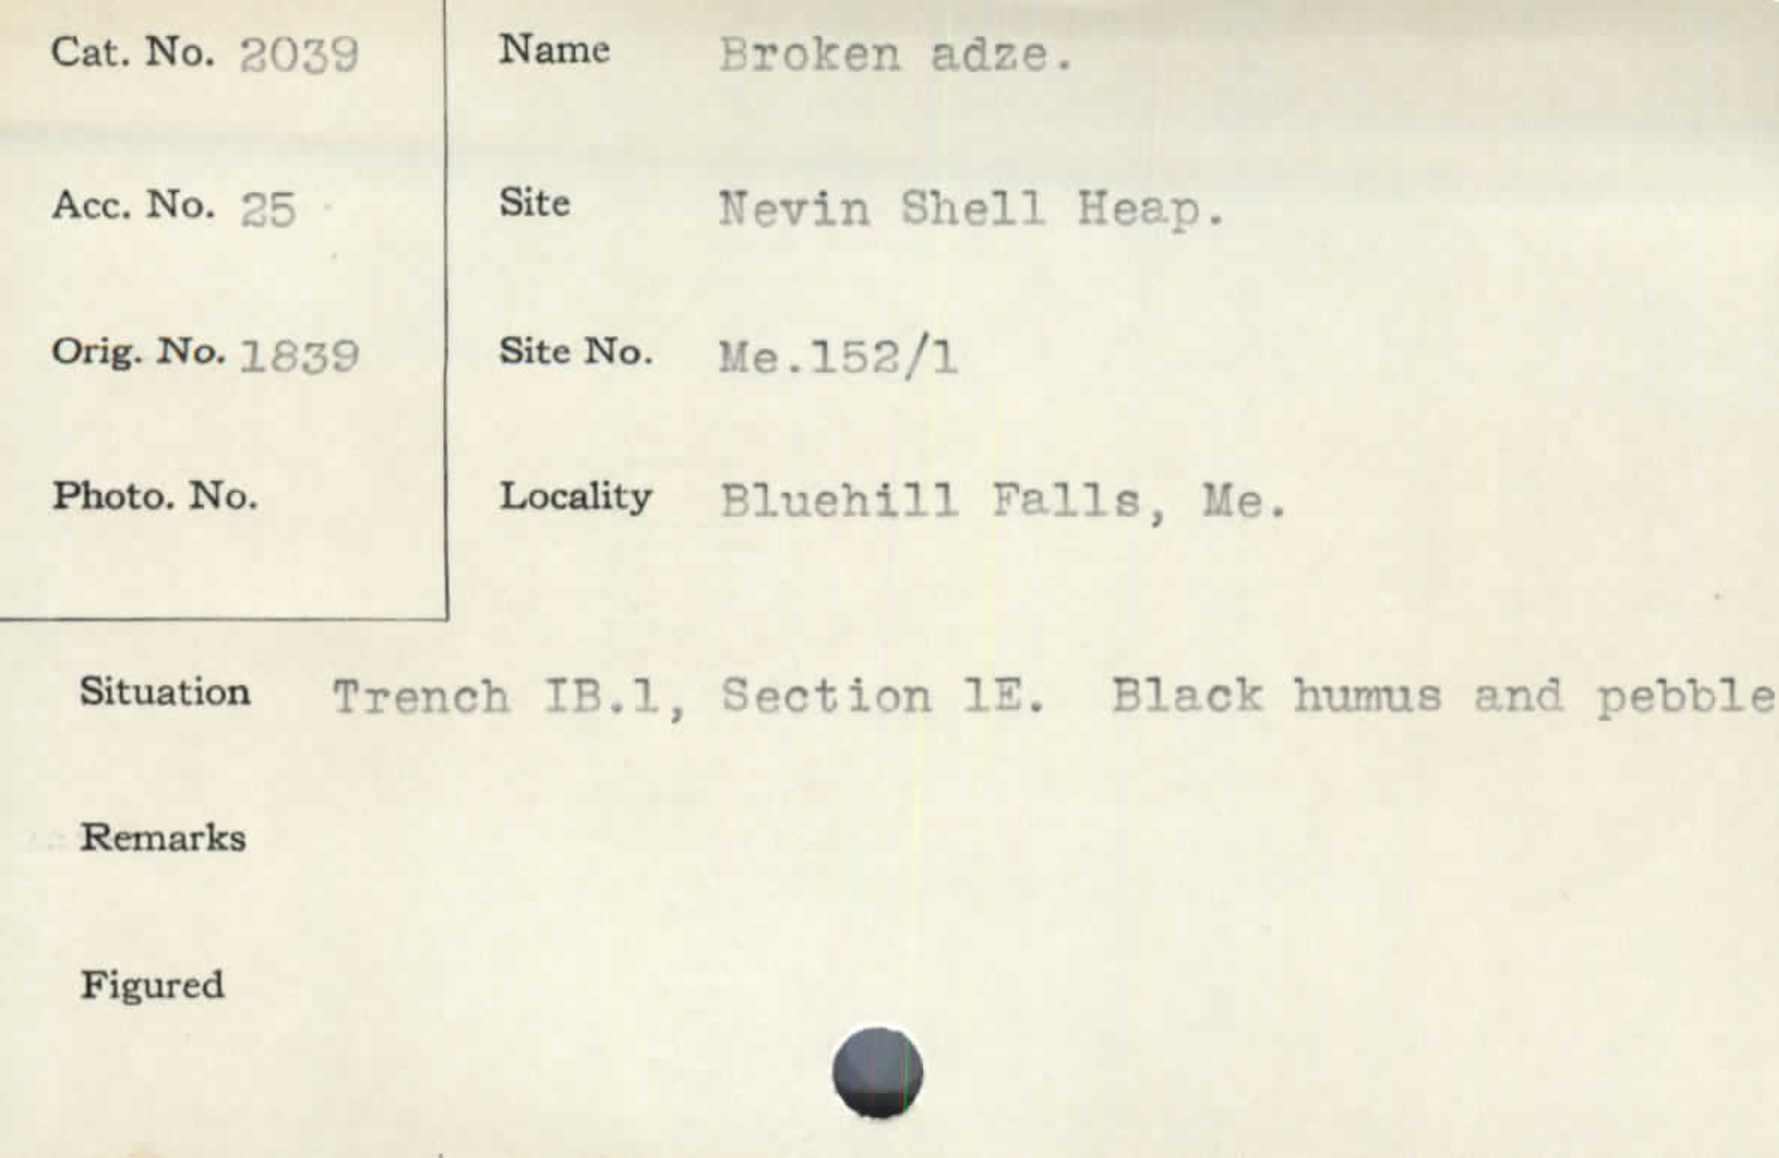 Cat. No. 2039
Name Broken adze.
Acc. No. 25
Site Nevin Shell Heap.
Orig. No. 1839
Site No. Me.152/1
Photo. No.
Locality Bluehill Falls, Me.
Situation Trench IB.1, Section 1E. Black humus and pebble
Remarks
Figured